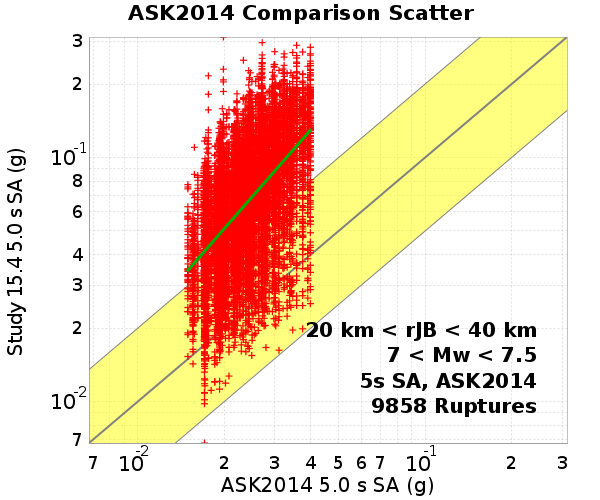 ASK2014 Comparison Scatter
Study 15.4 5.0 s SA (g)
3
2
10-1
8
6
4
3
2
10-2
7
20 km < rJB < 40 km
7 < Mw < 7.5
5s SA, ASK2014
9858 Ruptures
7 10-2 2 3 4 5 6 7 10-1 2 3
ASK2014 5.0 s SA (g)